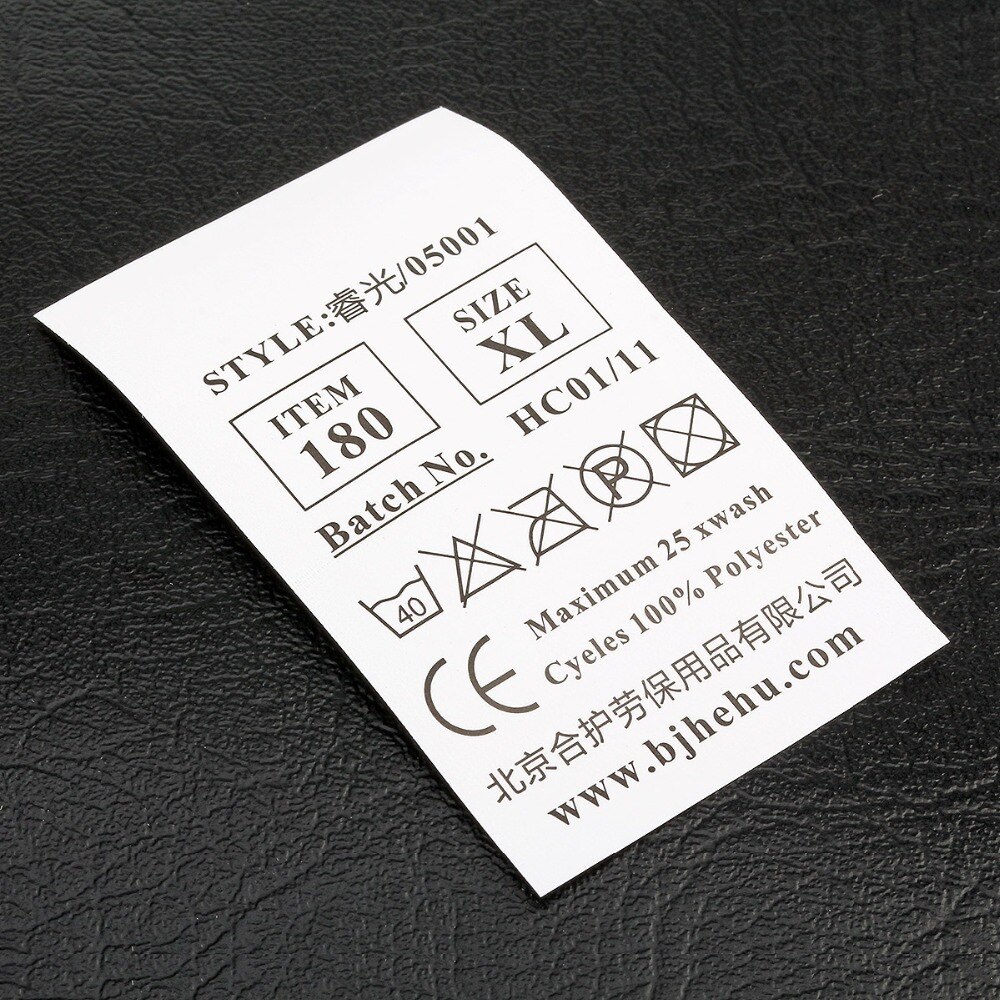 STYLE:睿光/05001
ITEM
180
SIZE
XL
Batch No.
HC01/11
40
P
CE
Maximum 25 xwash
Cyeles 100% Polyester
北京合护劳保用品有限公司
www.bjhehu.com